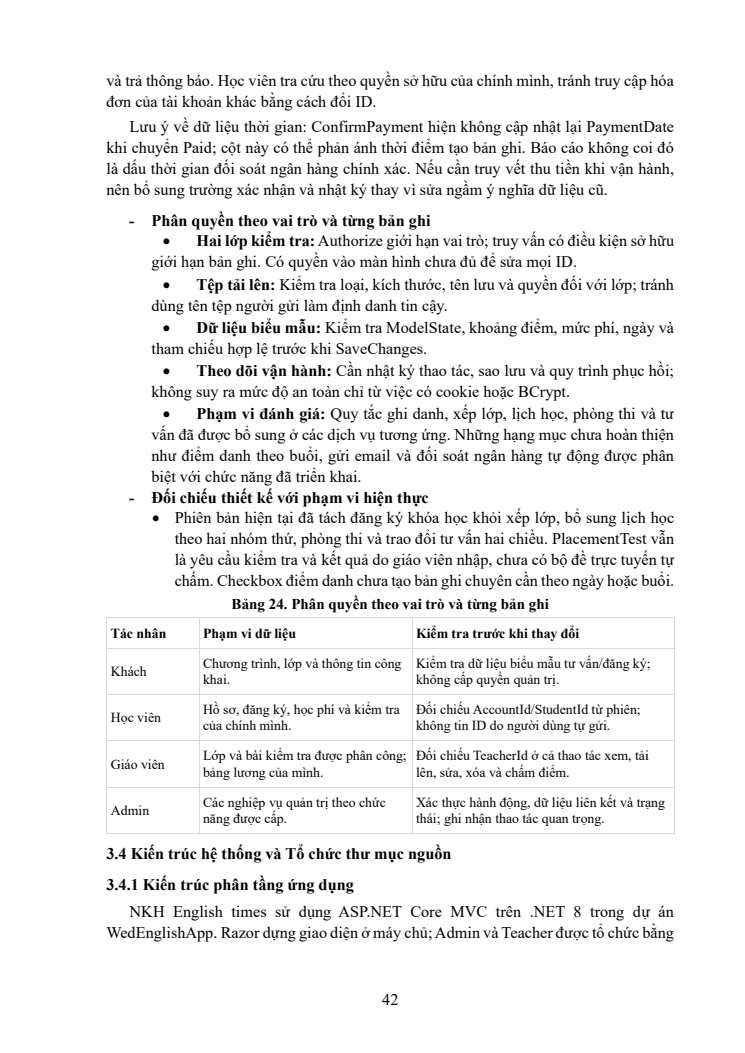 và trả thông báo. Học viên tra cứu theo quyền sở hữu của chính mình, tránh truy cập hóa
đơn của tài khoản khác bằng cách đổi ID.
Lưu ý về dữ liệu thời gian: ConfirmPayment hiện không cập nhật lại PaymentDate
khi chuyển Paid; cột này có thể phản ánh thời điểm tạo bản ghi. Báo cáo không coi đó
là dấu thời gian đối soát ngân hàng chính xác. Nếu cần truy vết thu tiền khi vận hành,
nên bổ sung trường xác nhận và nhật ký thay vì sửa ngầm ý nghĩa dữ liệu cũ.
- Phân quyền theo vai trò và từng bản ghi
• Hai lớp kiểm tra: Authorize giới hạn vai trò; truy vấn có điều kiện sở hữu
giới hạn bản ghi. Có quyền vào màn hình chưa đủ để sửa mọi ID.
• Tệp tải lên: Kiểm tra loại, kích thước, tên lưu và quyền đối với lớp; tránh
dùng tên tệp người gửi làm định danh tin cậy.
• Dữ liệu biểu mẫu: Kiểm tra ModelState, khoảng điểm, mức phí, ngày và
tham chiếu hợp lệ trước khi SaveChanges.
• Theo dõi vận hành: Cần nhật ký thao tác, sao lưu và quy trình phục hồi;
không suy ra mức độ an toàn chỉ từ việc có cookie hoặc BCrypt.
• Phạm vi đánh giá: Quy tắc ghi danh, xếp lớp, lịch học, phòng thi và tư
vấn đã được bổ sung ở các dịch vụ tương ứng. Những hạng mục chưa hoàn thiện
như điểm danh theo buổi, gửi email và đối soát ngân hàng tự động được phân
biệt với chức năng đã triển khai.
- Đối chiếu thiết kế với phạm vi hiện thực
• Phiên bản hiện tại đã tách đăng ký khóa học khỏi xếp lớp, bổ sung lịch học
theo hai nhóm thứ, phòng thi và trao đổi tư vấn hai chiều. PlacementTest vẫn
là yêu cầu kiểm tra và kết quả do giáo viên nhập, chưa có bộ đề trực tuyến tự
chấm. Checkbox điểm danh chưa tạo bản ghi chuyên cần theo ngày hoặc buổi.
Bảng 24. Phân quyền theo vai trò và từng bản ghi
Tác nhân Phạm vi dữ liệu Kiểm tra trước khi thay đổi
Khách Chương trình, lớp và thông tin công Kiểm tra dữ liệu biểu mẫu tư vấn/đăng ký;
khai. không cấp quyền quản trị.
Học viên Hồ sơ, đăng ký, học phí và kiểm tra Đối chiếu AccountId/StudentId từ phiên;
của chính mình. không tin ID do người dùng tự gửi.
Giáo viên Lớp và bài kiểm tra được phân công; Đối chiếu TeacherId ở cả thao tác xem, tải
bảng lương của mình. lên, sửa, xóa và chấm điểm.
Admin Các nghiệp vụ quản trị theo chức Xác thực hành động, dữ liệu liên kết và trạng
năng được cấp. thái; ghi nhận thao tác quan trọng.
3.4 Kiến trúc hệ thống và Tổ chức thư mục nguồn
3.4.1 Kiến trúc phân tầng ứng dụng
NKH English times sử dụng ASP.NET Core MVC trên .NET 8 trong dự án
WedEnglishApp. Razor dựng giao diện ở máy chủ; Admin và Teacher được tổ chức bằng
42